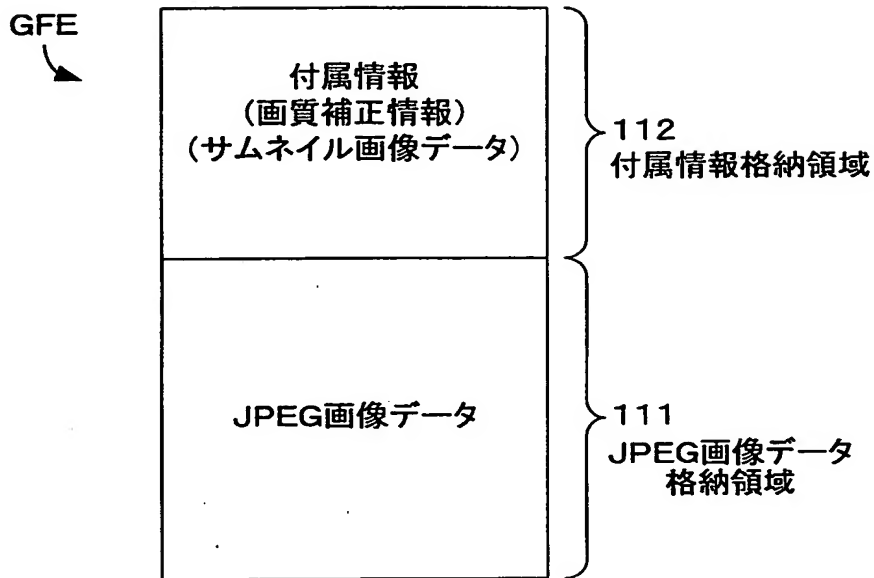 GFE
付属情報
(画質補正情報)
(サムネイル画像データ)
112
付属情報格納領域
JPEG画像データ
111
JPEG画像データ
格納領域